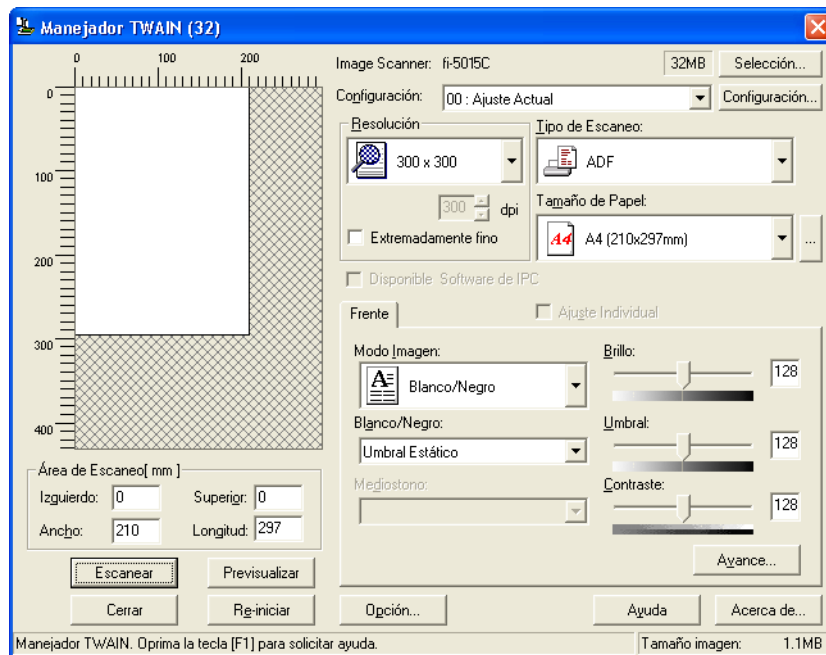 Manejador TWAIN (32)
0 100 200
0
100
200
300
400
Image Scanner: fi-5015C 32MB Selección...
Configuración: 00 : Ajuste Actual Configuración...
Resolución
300 x 300
300 dpi
Extremadamente fino
Tipo de Escaneo:
ADF
Tamaño de Papel:
A4 A4 (210x297mm) ...
Disponible Software de IPC
Frente Ajuste Individual
Modo Imagen:
A Blanco/Negro
Blanco/Negro:
Umbral Estático
Mediostono:
Brillo:
128
Umbral:
128
Contraste:
128
Avance...
Área de Escaneo[ mm ]
Izguierdo: 0 Superior: 0
Ancho: 210 Longitud: 297
Escanear Previsualizar
Cerrar Re-iniciar Opción... Ayuda Acerca de...
Manejador TWAIN. Oprima la tecla [F1] para solicitar ayuda. Tamaño imagen: 1.1MB